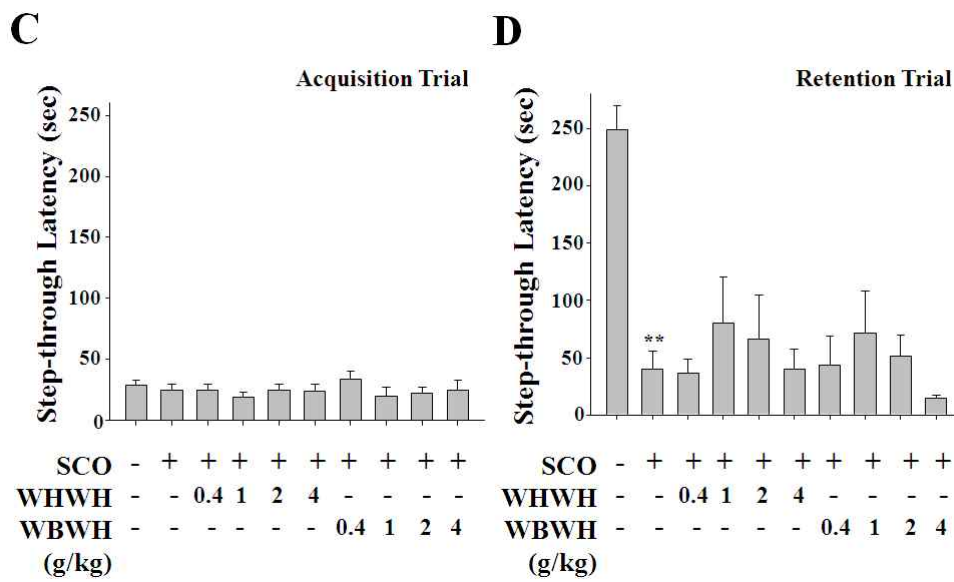 C
Acquisition Trial
Step-through Latency (sec)
250
200
150
100
50
0
SCO - + + + + + + + + +
WHWH - - 0.4 1 2 4 - - - -
WBWH - - - - - - 0.4 1 2 4
(g/kg)
D
Retention Trial
Step-through Latency (sec)
250
200
150
100
50
0
**
SCO - + + + + + + + + +
WHWH - - 0.4 1 2 4 - - - -
WBWH - - - - - - 0.4 1 2 4
(g/kg)